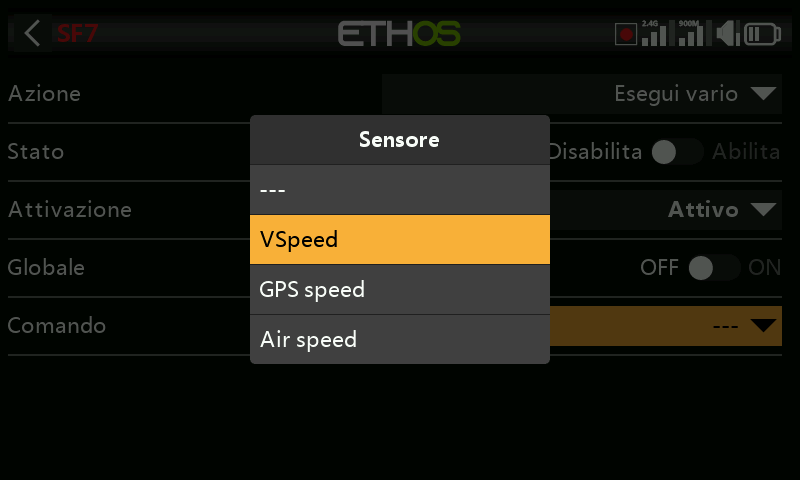 SF7
ETHOS
2.4G
900M
Azione
Esegui vario
Sensore
Stato
Disabilita
Abilita
---
Attivazione
Attivo
VSpeed
Globale
OFF
ON
GPS speed
Comando
---
Air speed